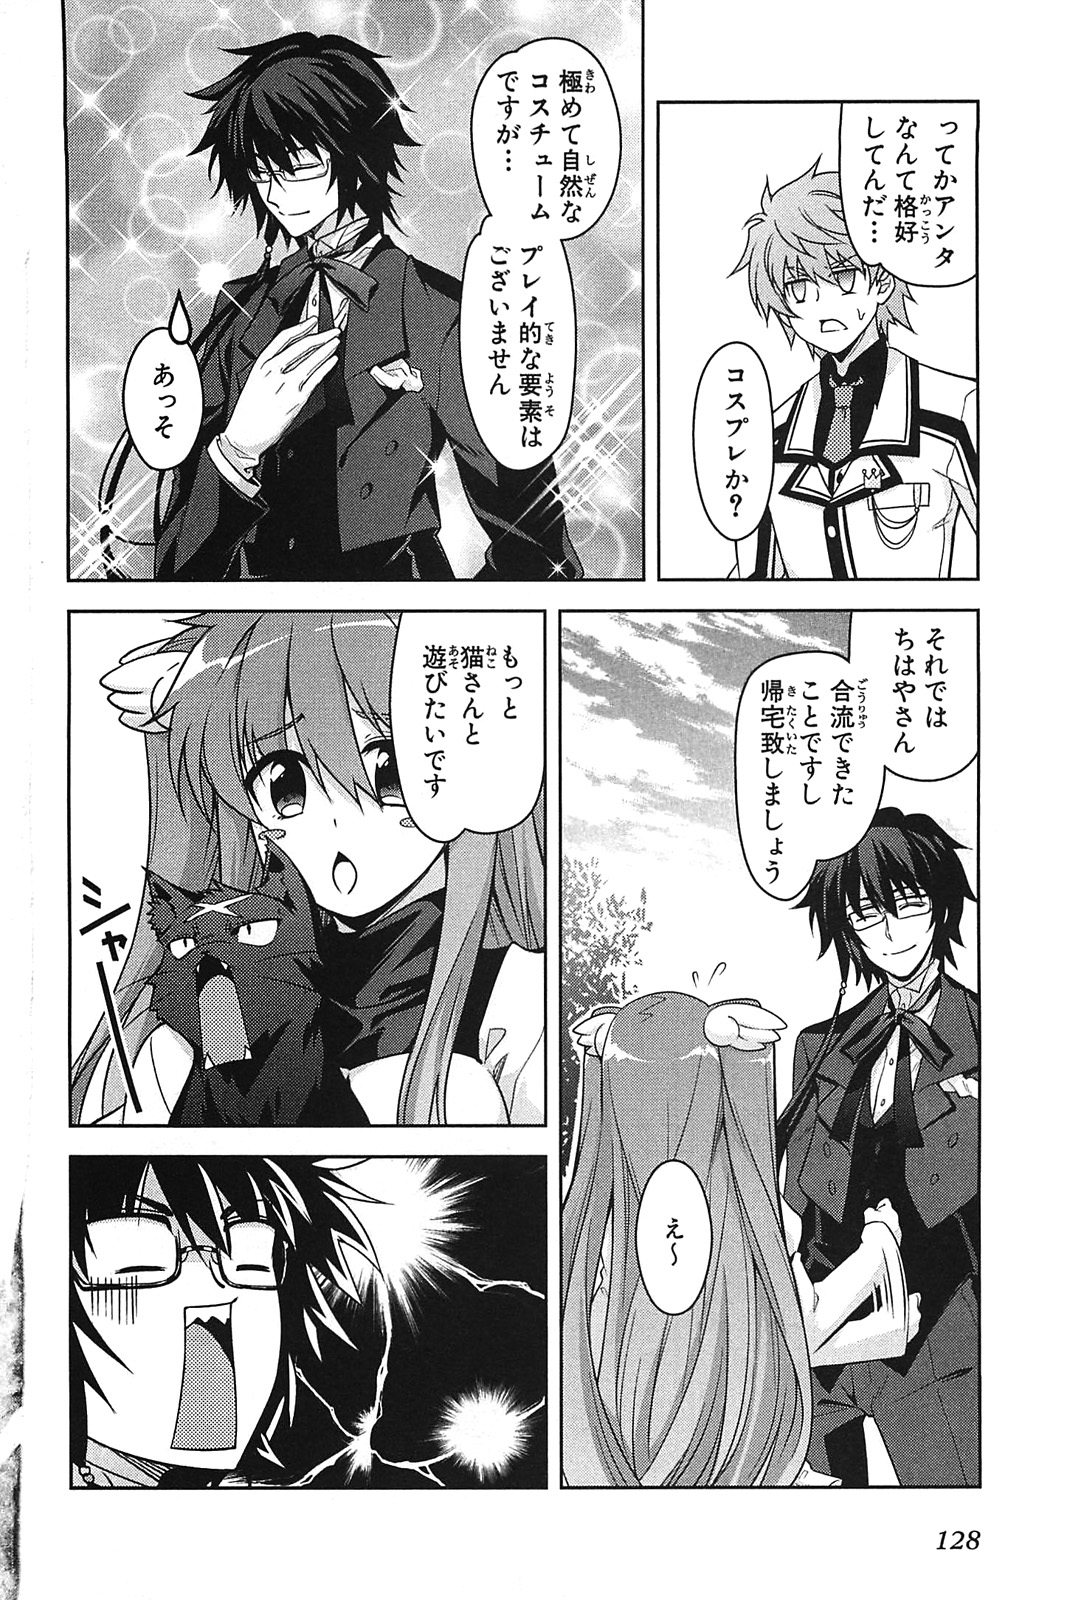 ってかアンタ
なんて格好
してんだ…
コスプレか?
極めて自然な
コスチューム
ですが…
プレイ的な要素は
ございません
あっそ
それでは
ちはやさん
合流できた
ことですし
帰宅致しましょう
え〜
もっと
猫さんと
遊びたいです
シャー
128